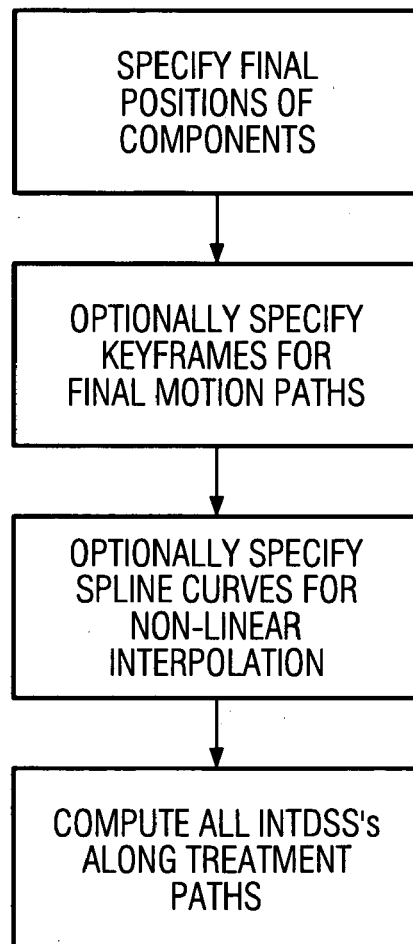 SPECIFY FINAL
POSITIONS OF
COMPONENTS
OPTIONALLY SPECIFY
KEYFRAMES FOR
FINAL MOTION PATHS
OPTIONALLY SPECIFY
SPLINE CURVES FOR
NON-LINEAR
INTERPOLATION
COMPUTE ALL INTDSS's
ALONG TREATMENT
PATHS